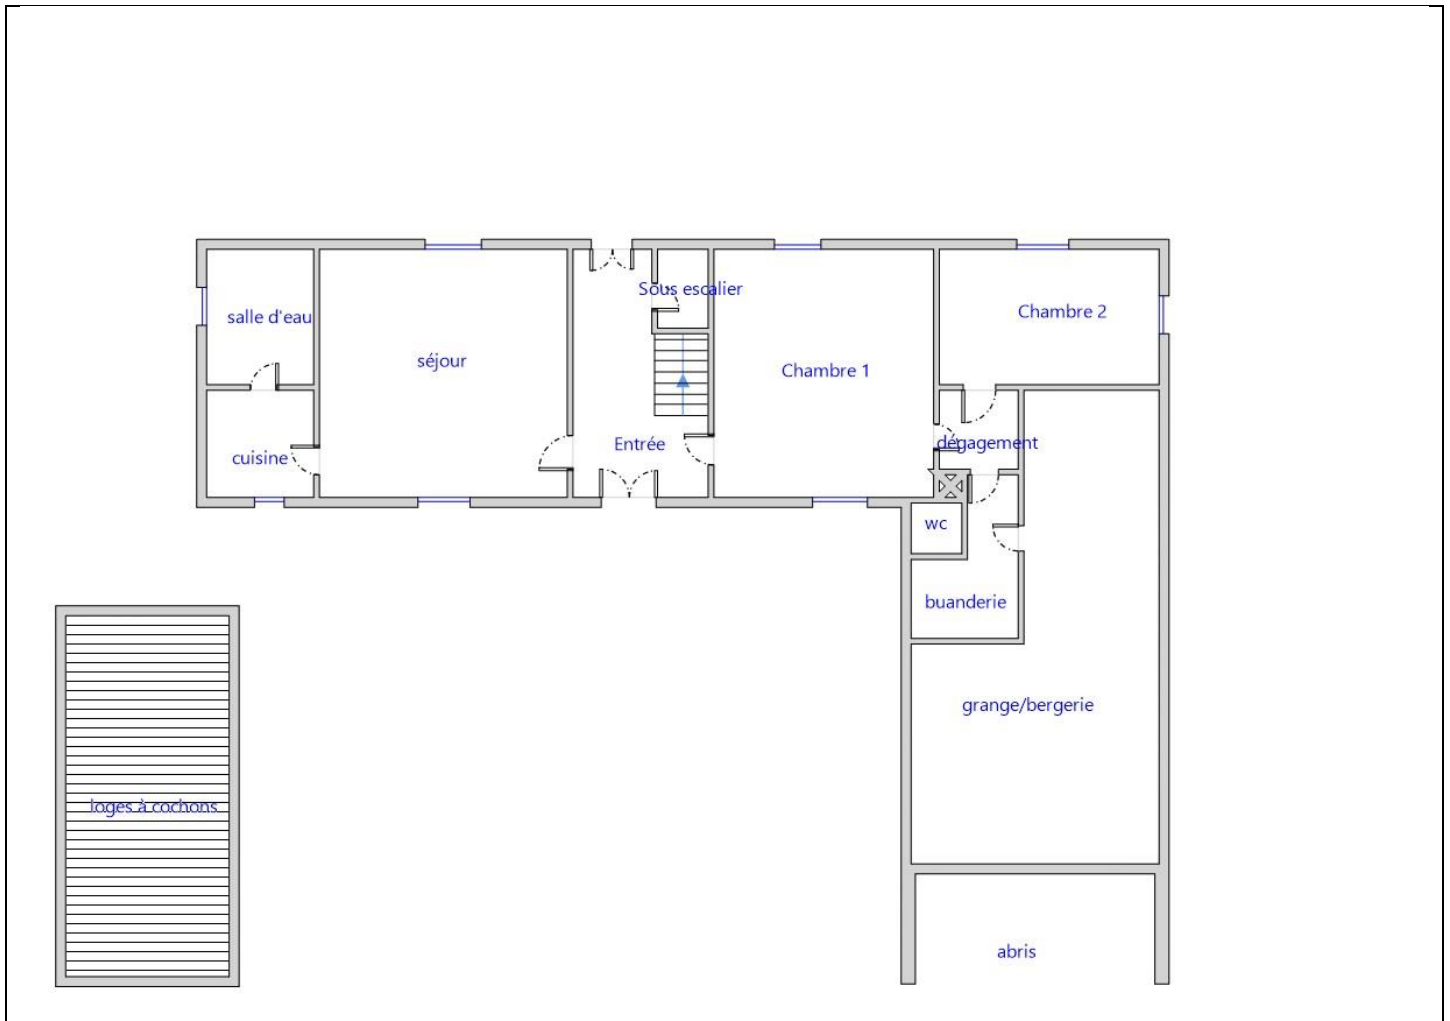 Sous escalier
Chambre 2
salle d'eau
séjour
Chambre 1
Entrée
dégagement
cuisine
wc
buanderie
grange/bergerie
loges à cochons
abris